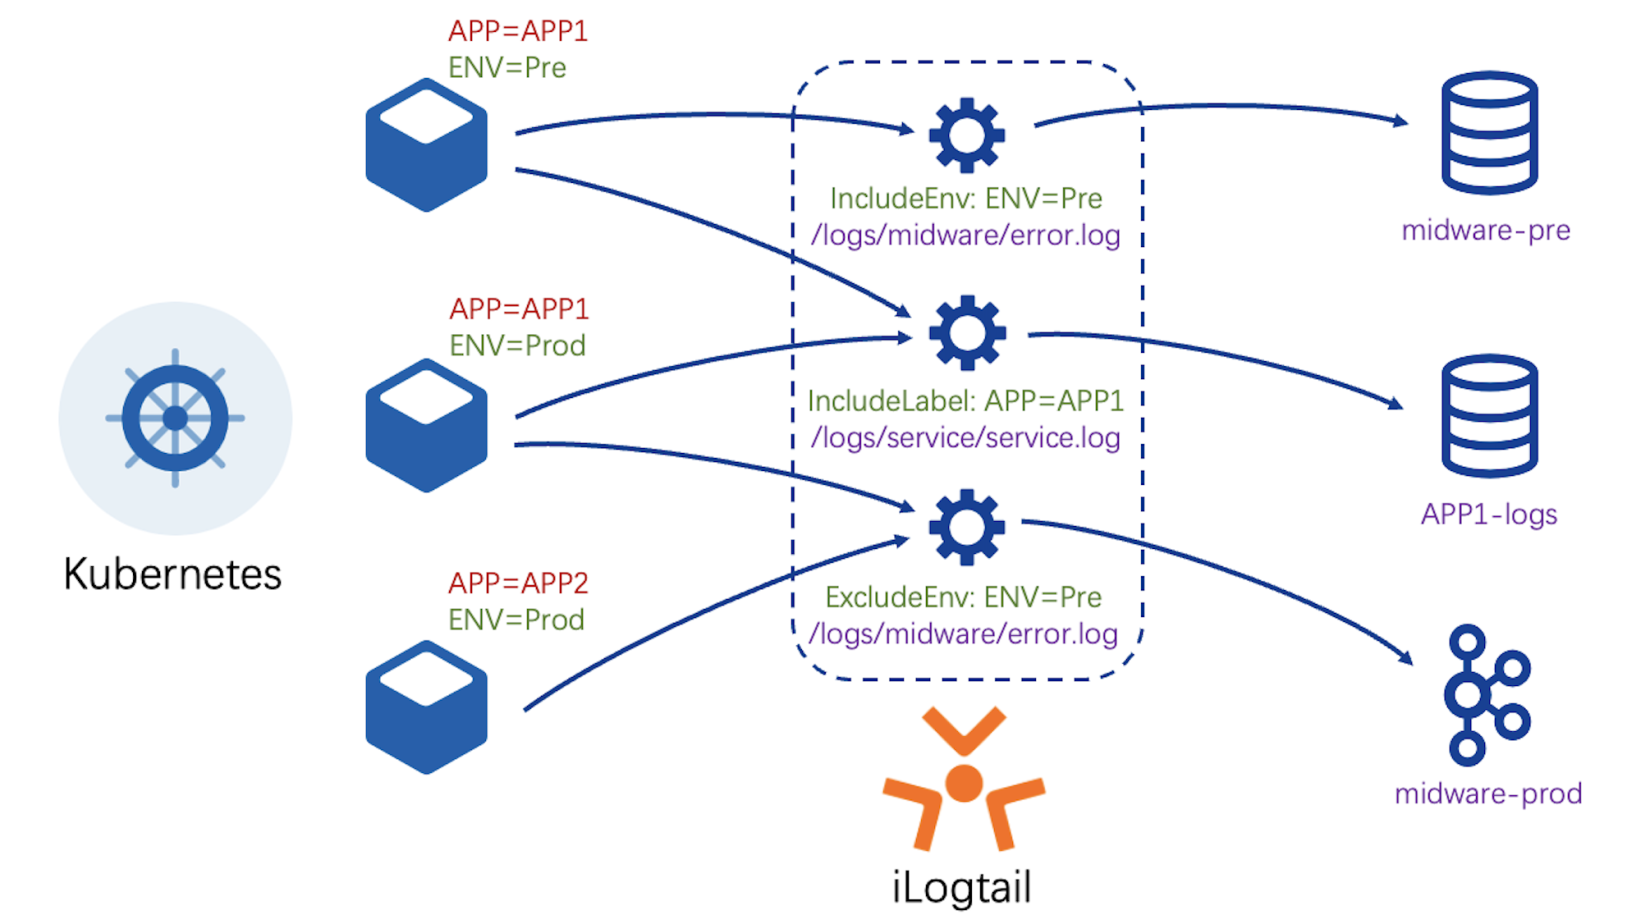 APP=APP1
ENV=Pre
IncludeEnv: ENV=Pre
/logs/midware/error.log
midware-pre
APP=APP1
ENV=Prod
IncludeLabel: APP=APP1
/logs/service/service.log
APP1-logs
Kubernetes
APP=APP2
ENV=Prod
ExcludeEnv: ENV=Pre
/logs/midware/error.log
midware-prod
iLogtail